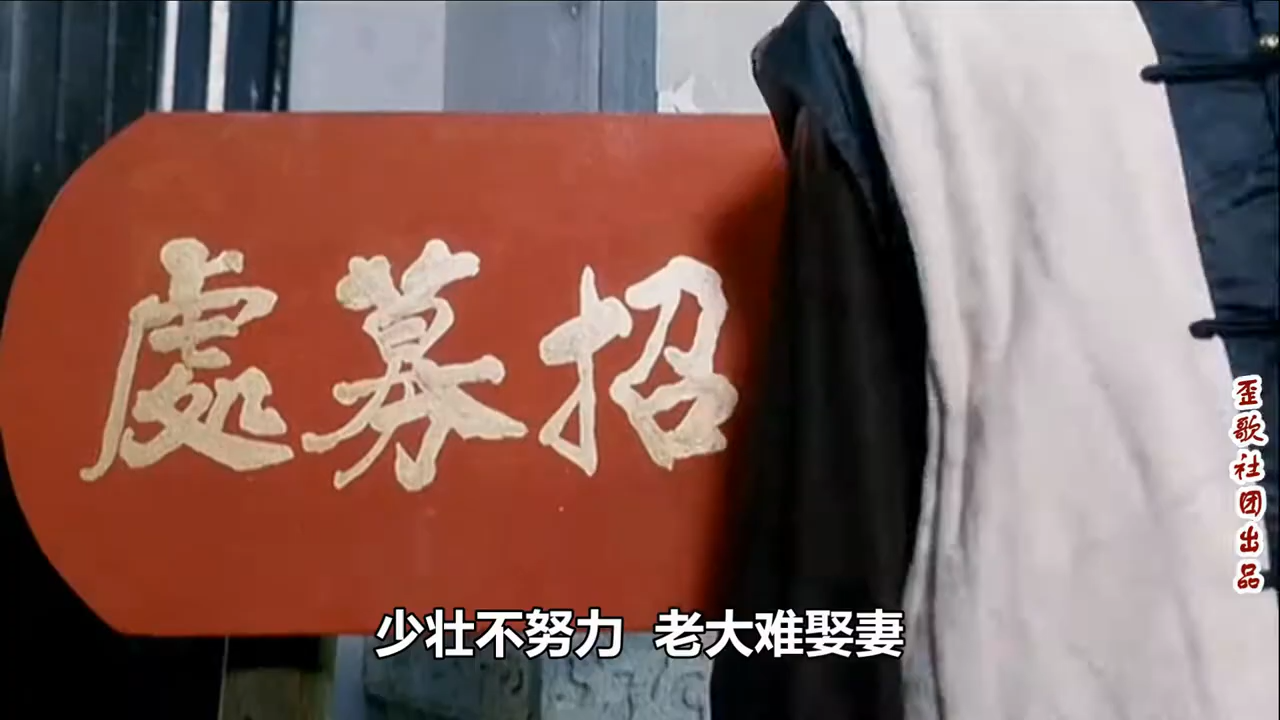 招募處
少壮不努力 老大难娶妻
歪歌社团出品